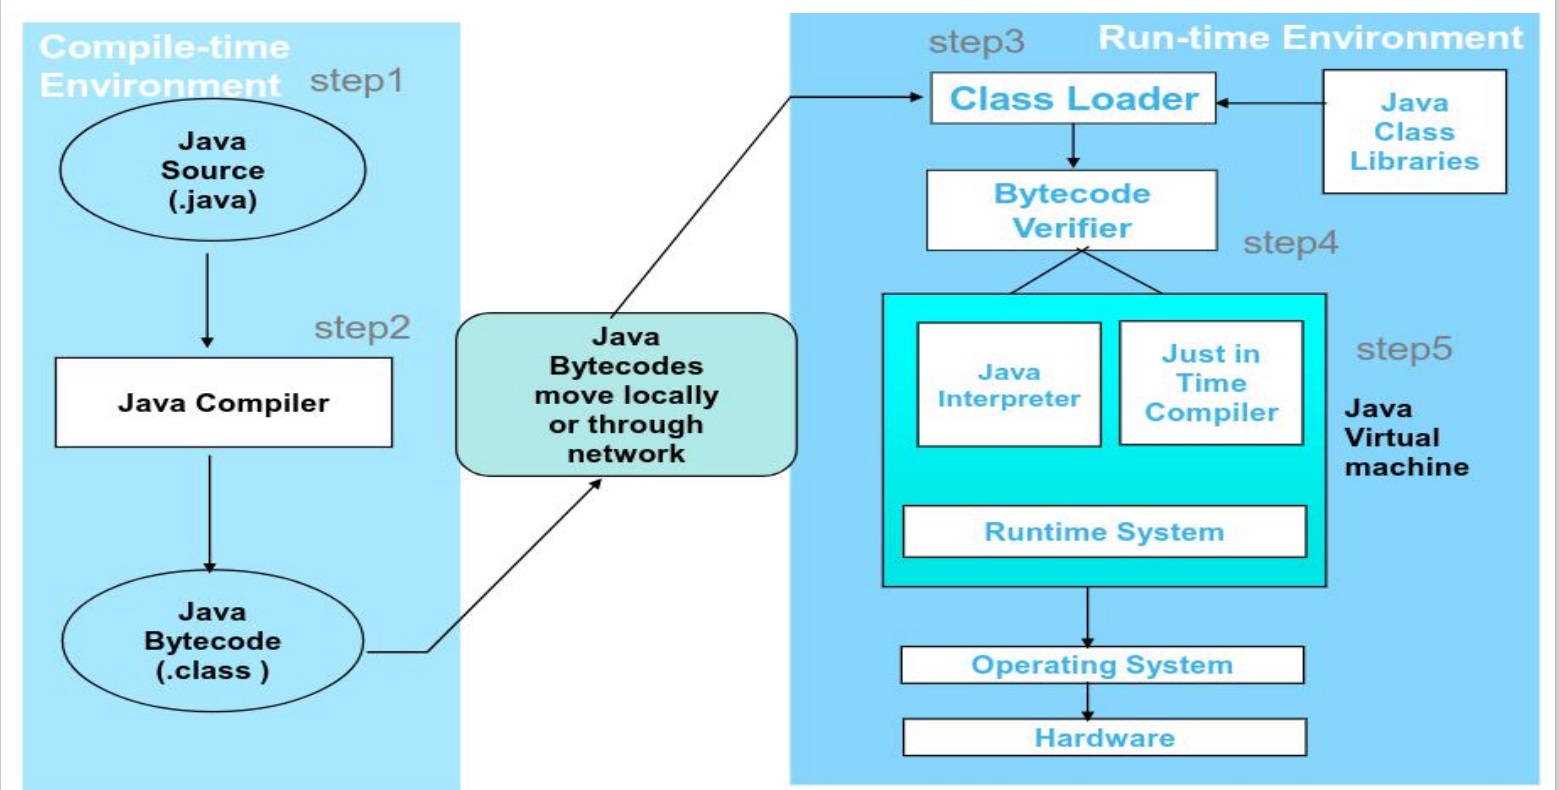 Compile-time
Environment
step1
Java
Source
(.java)
step2
Java Compiler
Java
Bytecode
(.class )
Java
Bytecodes
move locally
or through
network
step3
Run-time Environment
Class Loader
Java
Class
Libraries
Bytecode
Verifier
step4
Java
Interpreter
Just in
Time
Compiler
step5
Java
Virtual
machine
Runtime System
Operating System
Hardware